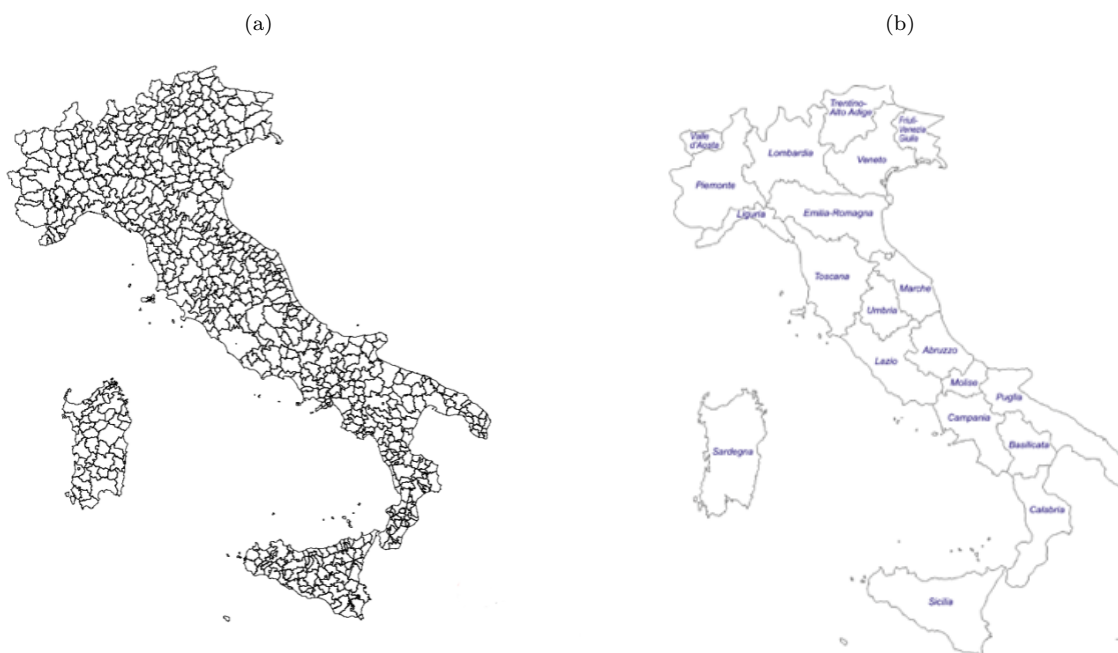 (a)
(b)
Trentino-
Alto Adige
Friuli-
Venezia
Giulia
Valle
d'Aosta
Lombardia
Veneto
Piemonte
Liguria
Emilia-Romagna
Toscana
Marche
Umbria
Abruzzo
Lazio
Molise
Puglia
Campania
Basilicata
Sardegna
Calabria
Sicilia